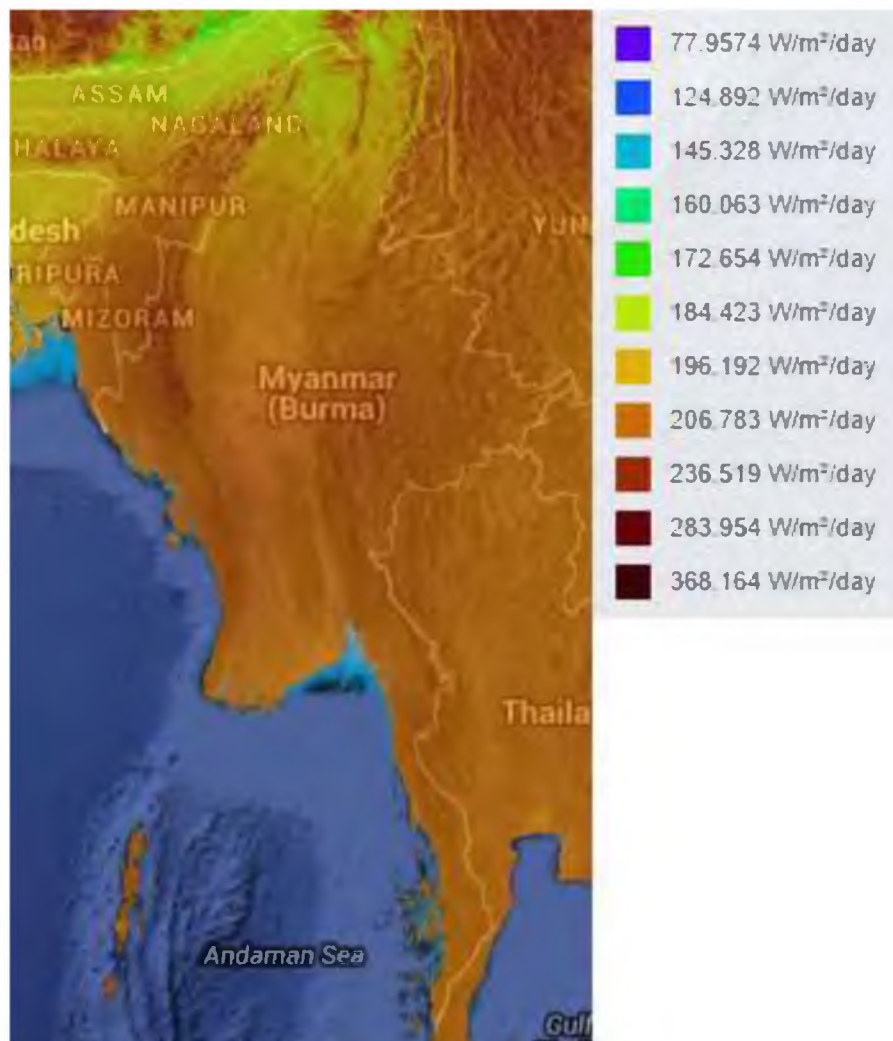 tan
ASSAM
NAGALAND
HALAYA
MANIPUR
desh
YUN
RIPURA
MIZORAM
Myanmar
(Burma)
Thaila
Andaman Sea
Gulf
77.9574 W/m²/day
124.892 W/m²/day
145.328 W/m²/day
160.063 W/m²/day
172.654 W/m²/day
184.423 W/m²/day
196.192 W/m²/day
206.783 W/m²/day
236.519 W/m²/day
283.954 W/m²/day
368.164 W/m²/day